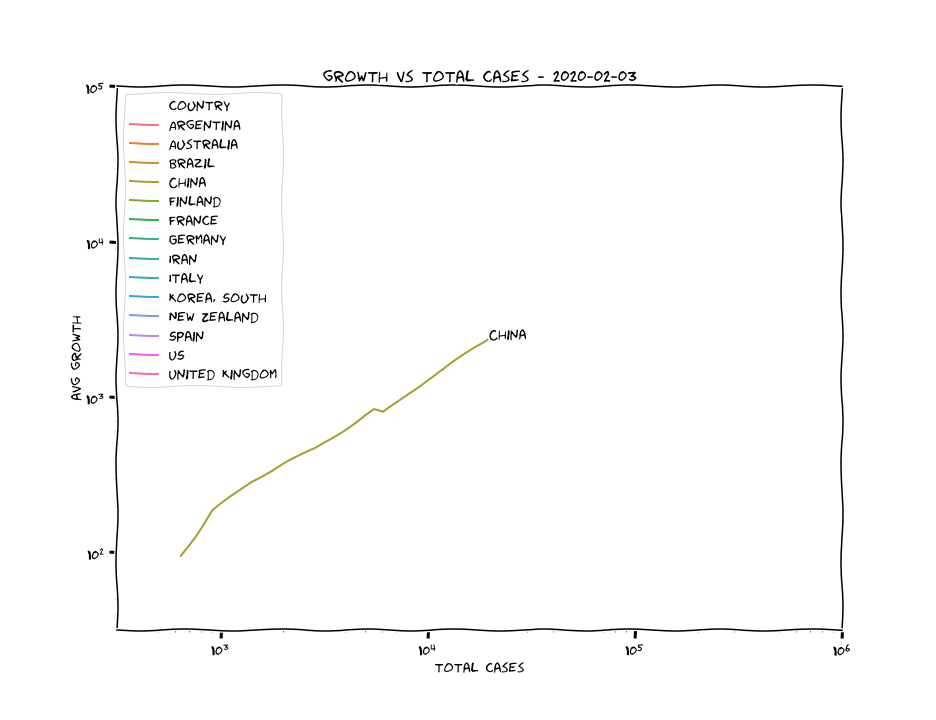 GROWTH VS TOTAL CASES - 2020-02-03
10⁵
10⁴
10³
10²
AVG GROWTH
COUNTRY
ARGENTINA
AUSTRALIA
BRAZIL
CHINA
FINLAND
FRANCE
GERMANY
IRAN
ITALY
KOREA, SOUTH
NEW ZEALAND
SPAIN
US
UNITED KINGDOM
CHINA
10³ 10⁴ 10⁵ 10⁶
TOTAL CASES